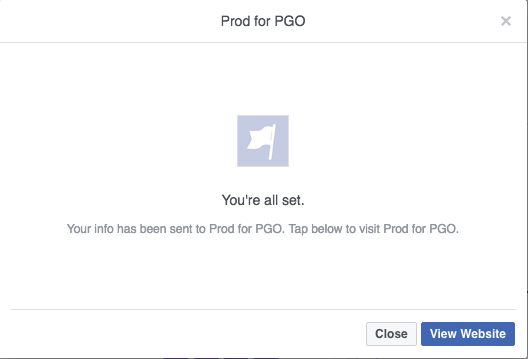 Prod for PGO
×
You're all set.
Your info has been sent to Prod for PGO. Tap below to visit Prod for PGO.
Close
View Website